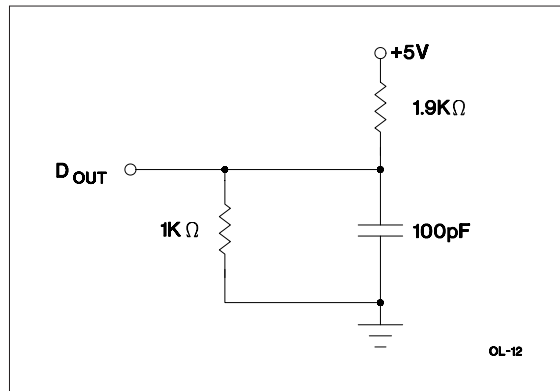 +5V
1.9KΩ
D OUT
1K Ω
100pF
OL-12